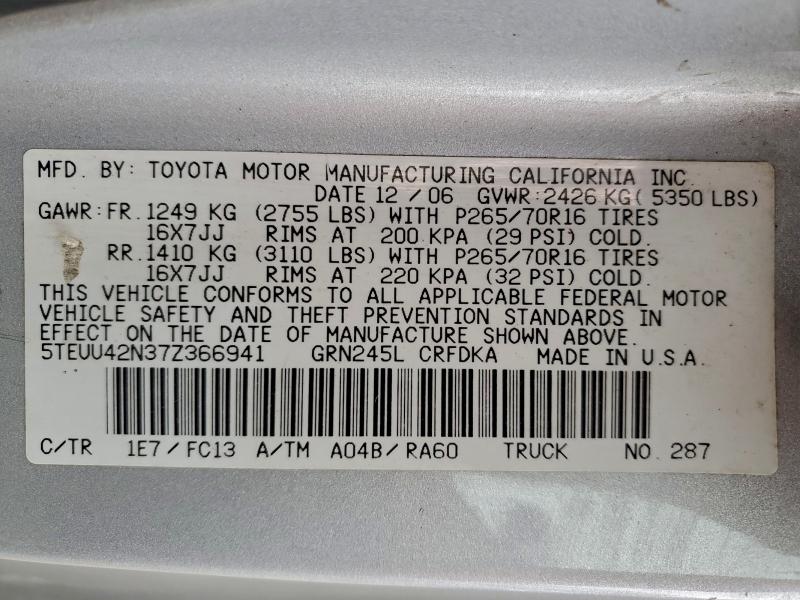 MFD. BY: TOYOTA MOTOR MANUFACTURING CALIFORNIA INC.
DATE 12 / 06 GVWR:2426 KG( 5350 LBS)
GAWR:FR.1249 KG (2755 LBS) WITH P265/70R16 TIRES
16X7JJ RIMS AT 200 KPA (29 PSI) COLD.
RR.1410 KG (3110 LBS) WITH P265/70R16 TIRES
16X7JJ RIMS AT 220 KPA (32 PSI) COLD.
THIS VEHICLE CONFORMS TO ALL APPLICABLE FEDERAL MOTOR
VEHICLE SAFETY AND THEFT PREVENTION STANDARDS IN
EFFECT ON THE DATE OF MANUFACTURE SHOWN ABOVE.
5TEUU42N37Z366941 GRN245L CRFDKA MADE IN U.S.A.
C/TR 1E7 / FC13 A/TM A04B/RA60 TRUCK NO. 287